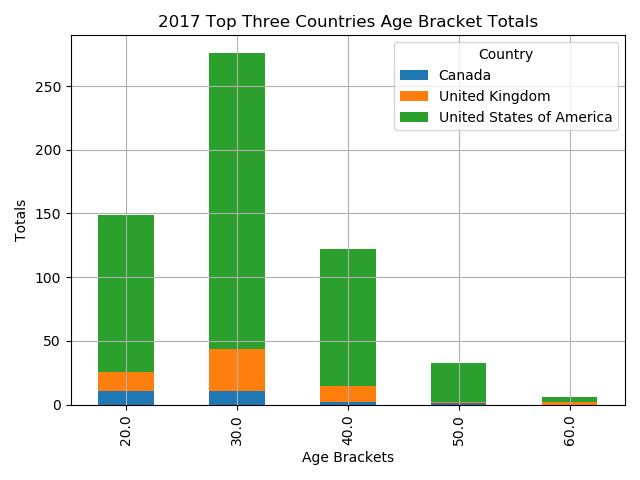 2017 Top Three Countries Age Bracket Totals
Country
Canada
United Kingdom
United States of America
Totals
250
200
150
100
50
0
20.0
30.0
40.0
50.0
60.0
Age Brackets